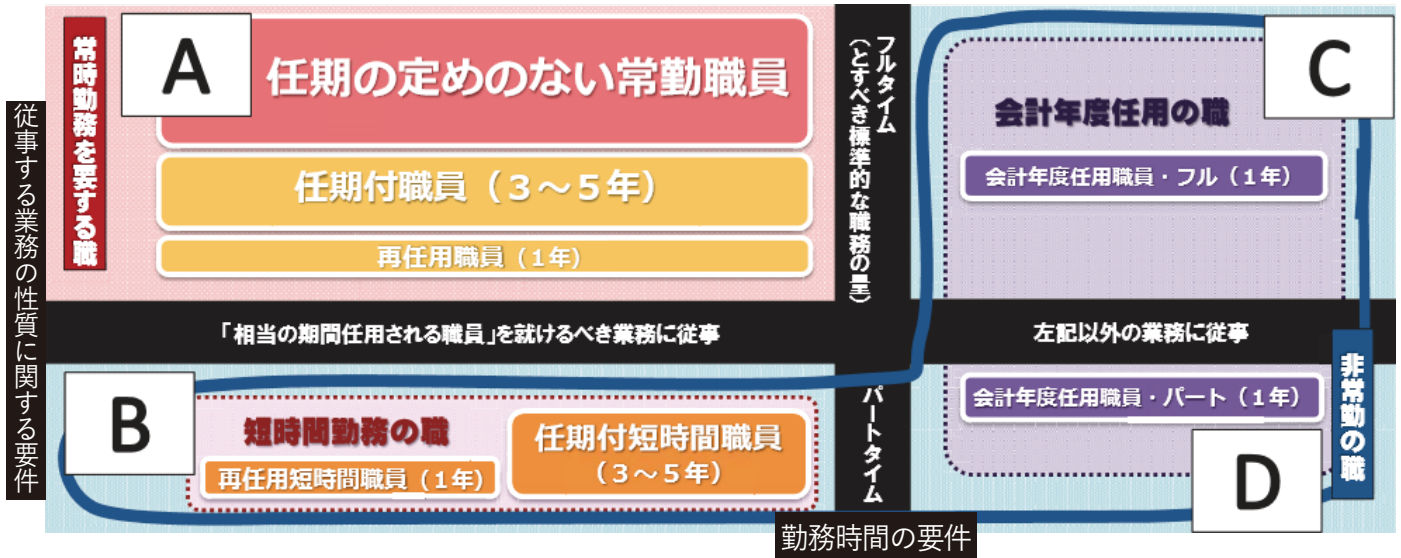 従事する業務の性質に関する要件
常時勤務を要する職
A
任期の定めのない常勤職員
任期付職員（３～５年）
再任用職員（1年）
フルタイム
（とすべき標準的な職務の量）
C
会計年度任用の職
会計年度任用職員・フル（1年）
「相当の期間任用される職員」を就けるべき業務に従事
左記以外の業務に従事
B
短時間勤務の職
再任用短時間職員（1年）
任期付短時間職員
（３～５年）
パートタイム
会計年度任用職員・パート（1年）
D
非常勤の職
勤務時間の要件